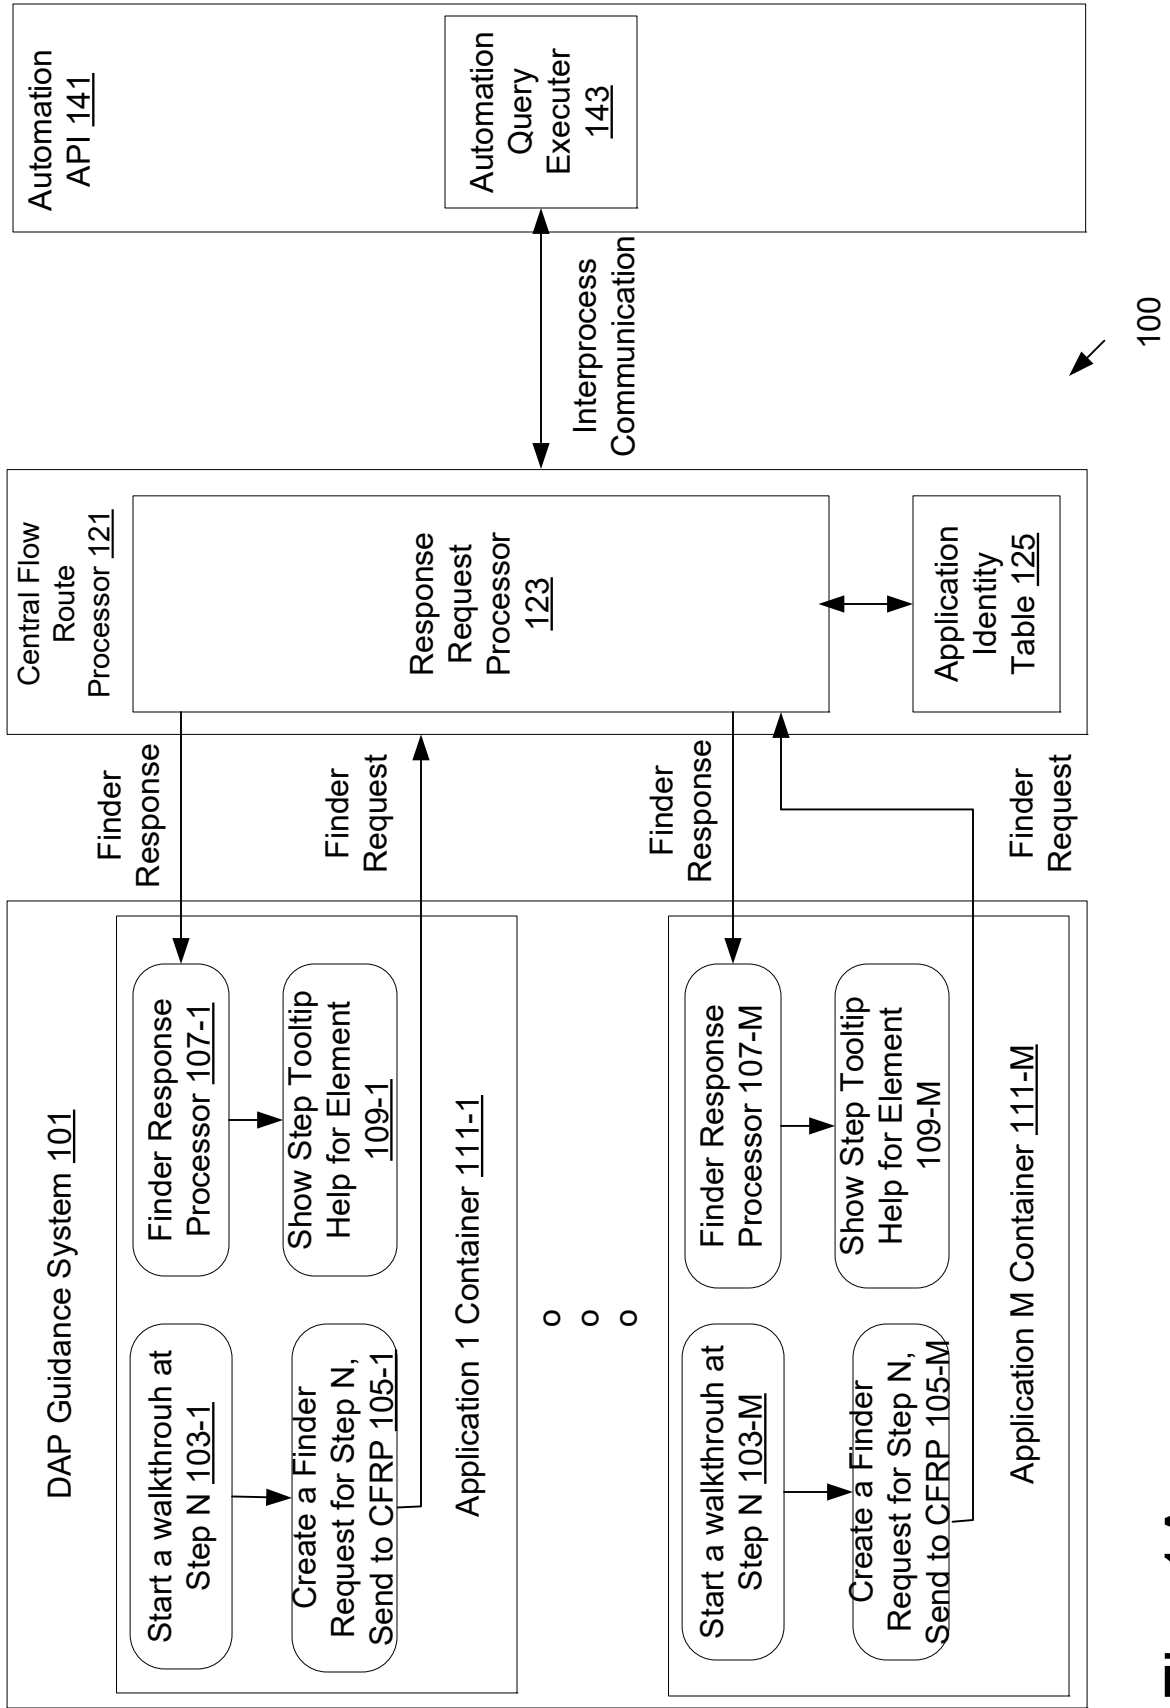 DAP Guidance System 101
Start a walkthrouh at
Step N 103-1
Finder Response
Processor 107-1
Create a Finder
Request for Step N,
Send to CFRP 105-1
Show Step Tooltip
Help for Element
109-1
Application 1 Container 111-1
o
o
o
Start a walkthrouh at
Step N 103-M
Finder Response
Processor 107-M
Create a Finder
Request for Step N,
Send to CFRP 105-M
Show Step Tooltip
Help for Element
109-M
Application M Container 111-M
Finder
Response
Finder
Request
Finder
Response
Finder
Request
Central Flow
Route
Processor 121
Response
Request
Processor
123
Application
Identity
Table 125
Interprocess
Communication
Automation
API 141
Automation
Query
Executer
143
100